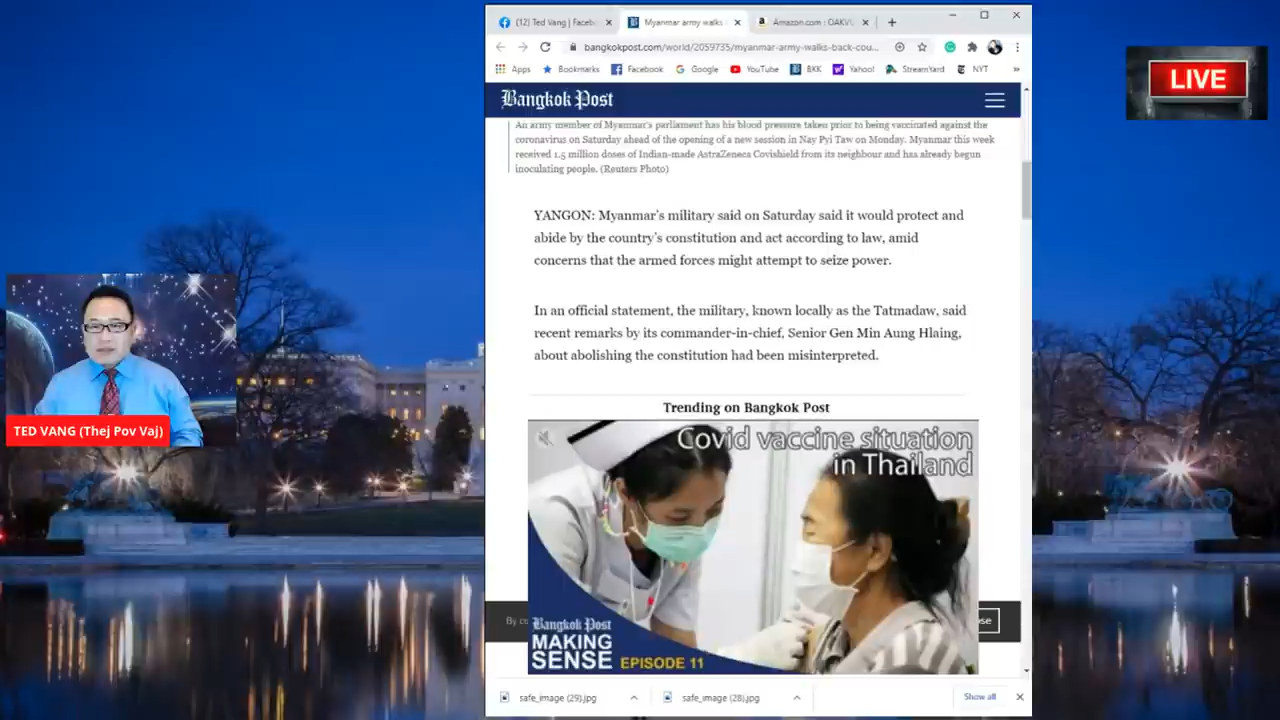 (12) Ted Vang | Faceb
Myanmar army walks
Amazon.com : OAKVU
bangkokpost.com/world/2059735/myanmar-army-walks-back-cou...
Apps
Bookmarks
Facebook
Google
YouTube
BKK
Yahoo!
StreamYard
NYT
»
LIVE
Bangkok Post
An army member of Myanmar's parliament has his blood pressure taken prior to being vaccinated against the
coronavirus on Saturday ahead of the opening of a new session in Nay Pyi Taw on Monday. Myanmar this week
received 1.5 million doses of Indian-made AstraZeneca Covishield from its neighbour and has already begun
inoculating people. (Reuters Photo)
YANGON: Myanmar's military said on Saturday said it would protect and
abide by the country's constitution and act according to law, amid
concerns that the armed forces might attempt to seize power.
In an official statement, the military, known locally as the Tatmadaw, said
recent remarks by its commander-in-chief, Senior Gen Min Aung Hlaing,
about abolishing the constitution had been misinterpreted.
Trending on Bangkok Post
Covid vaccine situation
in Thailand
TED VANG (Thej Pov Vaj)
By co
ose
Bangkok Post
MAKING
SENSE EPISODE 11
safe_image (29).jpg
safe_image (28).jpg
Show all